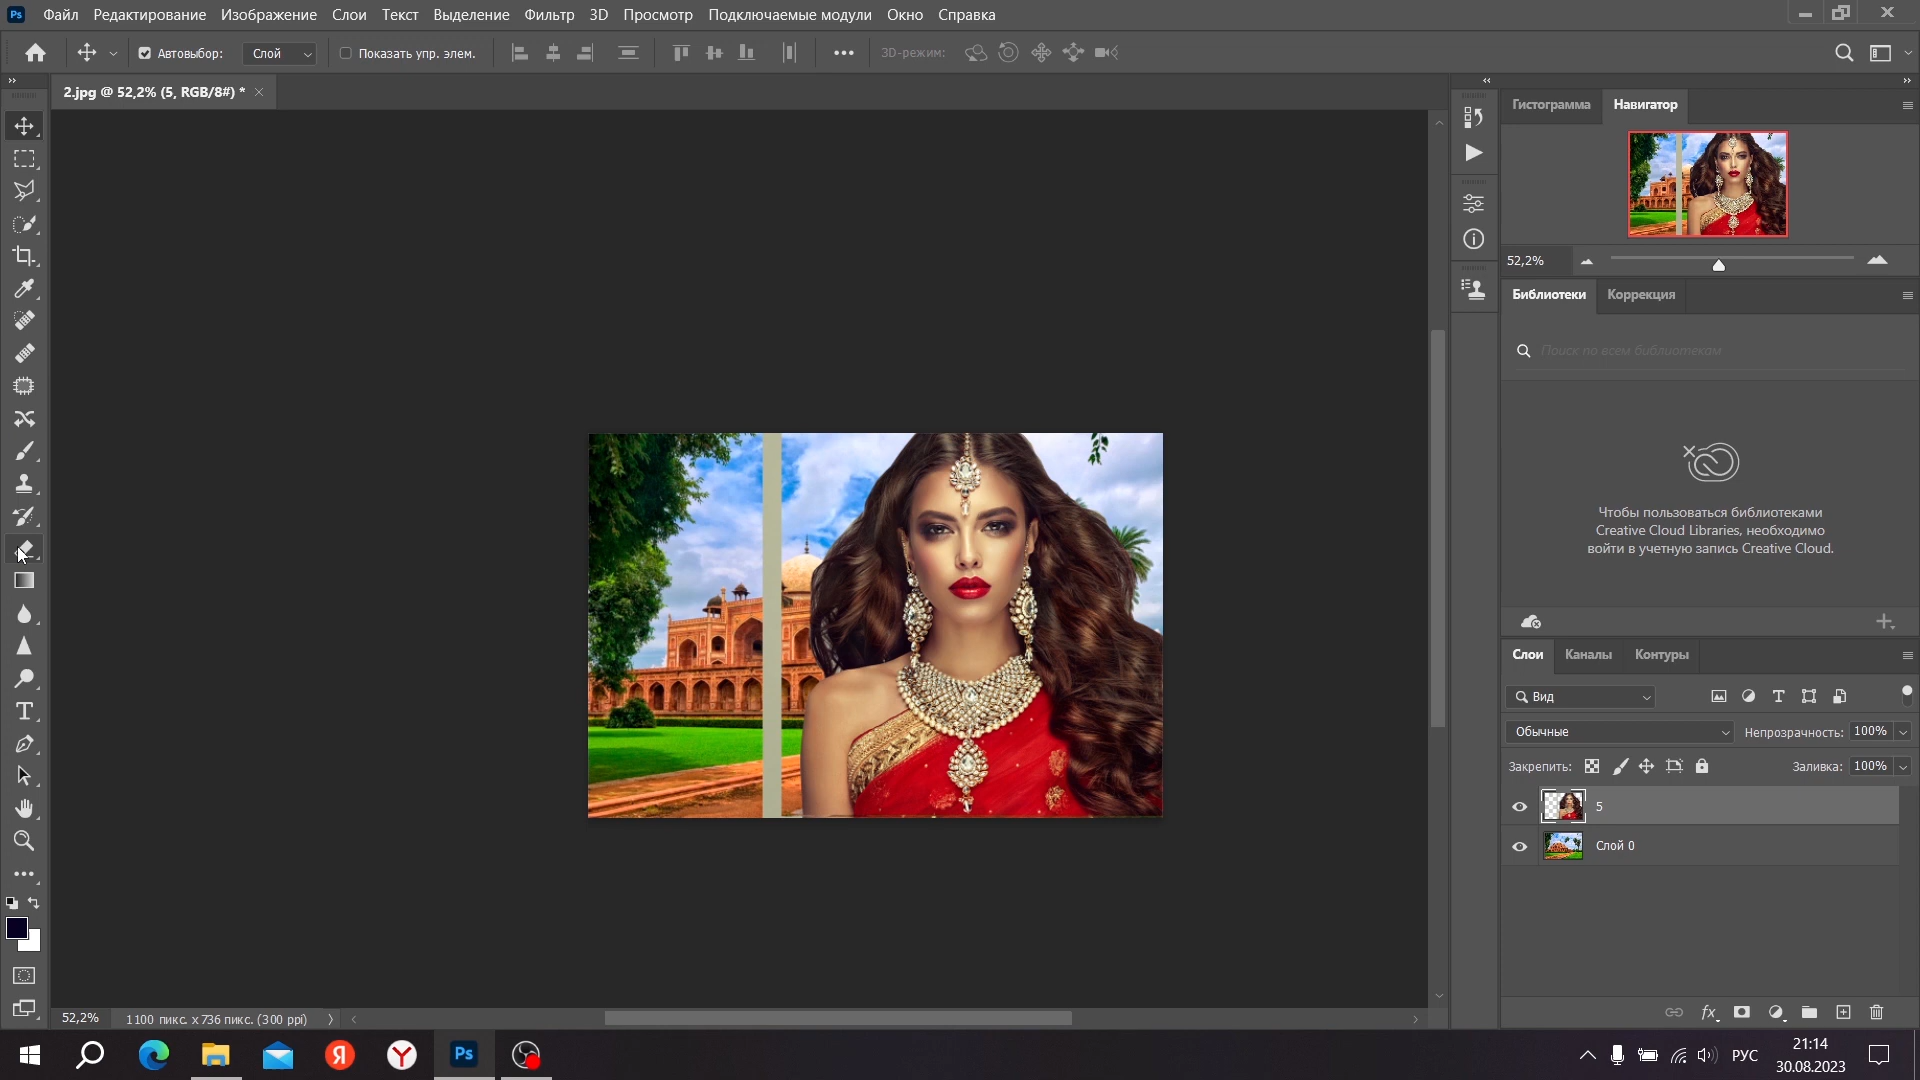 Ps Файл Редактирование Изображение Слои Текст Выделение Фильтр 3D Просмотр Подключаемые модули Окно Справка
Автовыбор: Слой Показать упр. элем. 3D-режим:
2.jpg @ 52,2% (5, RGB/8#) *
Гистограмма Навигатор
52,2%
Библиотеки Коррекция
Поиск по всем библиотекам
Чтобы пользоваться библиотеками
Creative Cloud Libraries, необходимо
войти в учетную запись Creative Cloud.
Слои Каналы Контуры
Вид
Обычные Непрозрачность: 100%
Закрепить: Заливка: 100%
5
Слой 0
fx
52,2% 1100 пикс. x 736 пикс. (300 ppi)
Я Y Ps РУС 21:14
30.08.2023